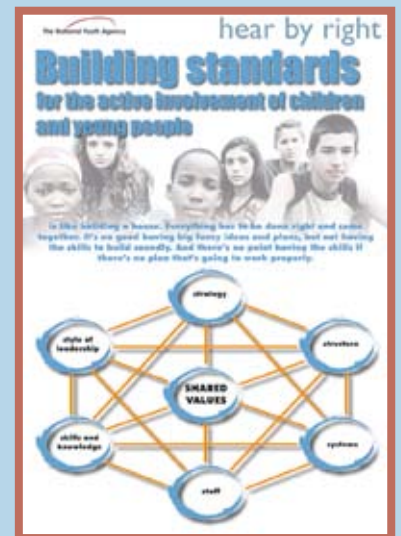 The National Youth Agency
hear by right
Building standards
for the active involvement of children
and young people
is like building a house. Everything has to be done right and come
together. It's no good having big fancy ideas and plans, but not having
the skills to build soundly. And there's no point having the skills if
there's no plan that's going to work properly.
strategy
style of
leadership
structure
SHARED
VALUES
skills and
knowledge
systems
staff